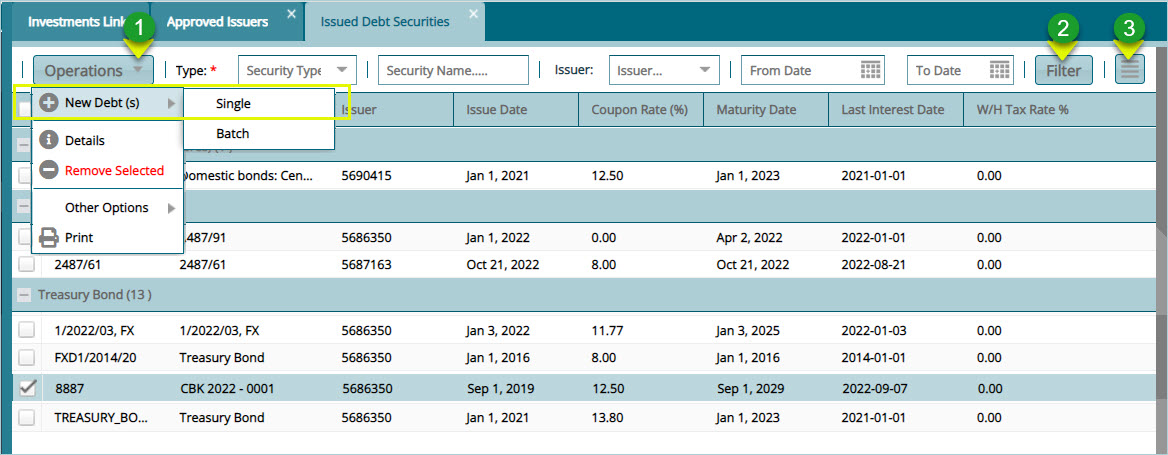 Investments Link
Approved Issuers
Issued Debt Securities
1
2
3
Operations
Type: *
Security Type
Security Name.....
Issuer:
Issuer...
From Date
To Date
Filter
New Debt (s)
Single
Batch
Details
Remove Selected
Other Options
Print
Issuer Issue Date Coupon Rate (%) Maturity Date Last Interest Date W/H Tax Rate %
Domestic bonds: Cen... 5690415 Jan 1, 2021 12.50 Jan 1, 2023 2021-01-01 0.00
2487/91 5686350 Jan 1, 2022 0.00 Apr 2, 2022 2022-01-01 0.00
2487/61 2487/61 5687163 Oct 21, 2022 8.00 Oct 21, 2022 2022-08-21 0.00
Treasury Bond (13 )
1/2022/03, FX 1/2022/03, FX 5686350 Jan 3, 2022 11.77 Jan 3, 2025 2022-01-03 0.00
FXD1/2014/20 Treasury Bond 5686350 Jan 1, 2016 8.00 Jan 1, 2016 2014-01-01 0.00
8887 CBK 2022 - 0001 5686350 Sep 1, 2019 12.50 Sep 1, 2029 2022-09-07 0.00
TREASURY_BO... Treasury Bond 5686350 Jan 1, 2021 13.80 Jan 1, 2023 2021-01-01 0.00